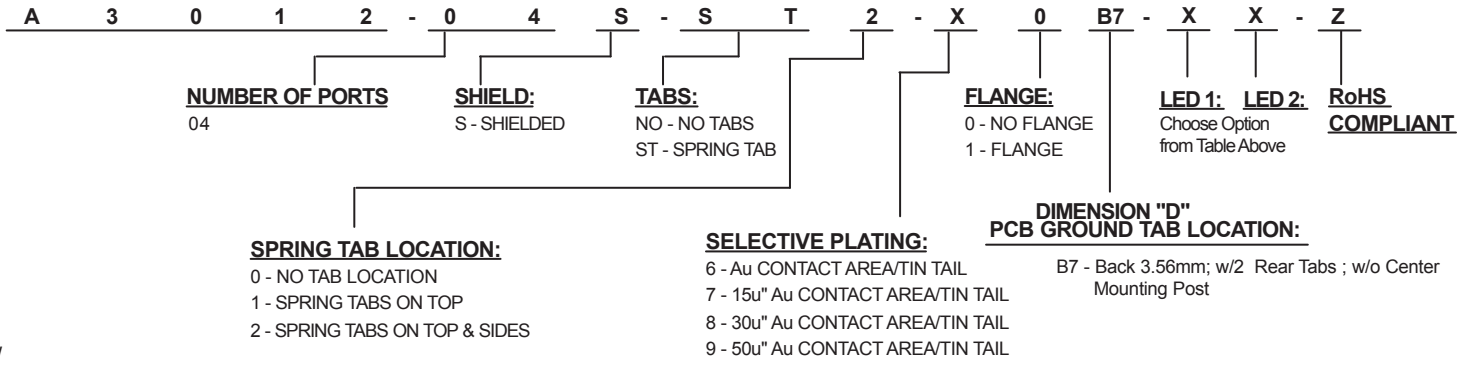 A 3 0 1 2 - 0 4 S - S T 2 - X 0 B7 - X X - Z
NUMBER OF PORTS
04
SHIELD:
S - SHIELDED
TABS:
NO - NO TABS
ST - SPRING TAB
FLANGE:
0 - NO FLANGE
1 - FLANGE
LED 1:
LED 2:
Choose Option
from Table Above
RoHS
COMPLIANT
SPRING TAB LOCATION:
0 - NO TAB LOCATION
1 - SPRING TABS ON TOP
2 - SPRING TABS ON TOP & SIDES
SELECTIVE PLATING:
6 - Au CONTACT AREA/TIN TAIL
7 - 15u" Au CONTACT AREA/TIN TAIL
8 - 30u" Au CONTACT AREA/TIN TAIL
9 - 50u" Au CONTACT AREA/TIN TAIL
DIMENSION "D"
PCB GROUND TAB LOCATION:
B7 - Back 3.56mm; w/2 Rear Tabs ; w/o Center
Mounting Post